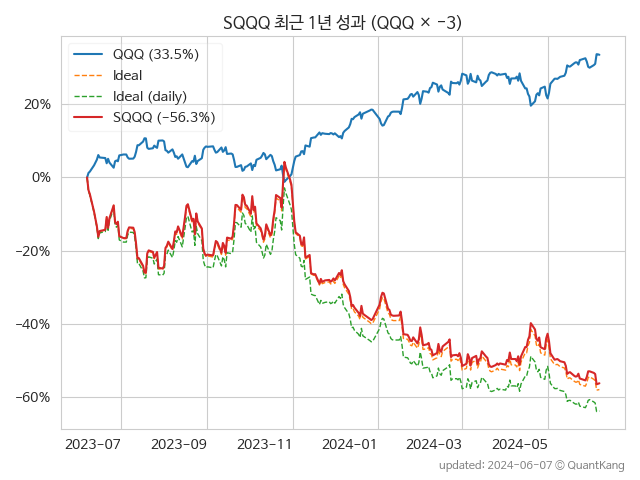 SQQQ 최근 1년 성과 (QQQ × −3)
QQQ (33.5%)
Ideal
Ideal (daily)
SQQQ (−56.3%)
20%
0%
−20%
−40%
−60%
2023-07 2023-09 2023-11 2024-01 2024-03 2024-05
updated: 2024-06-07 @ QuantKang